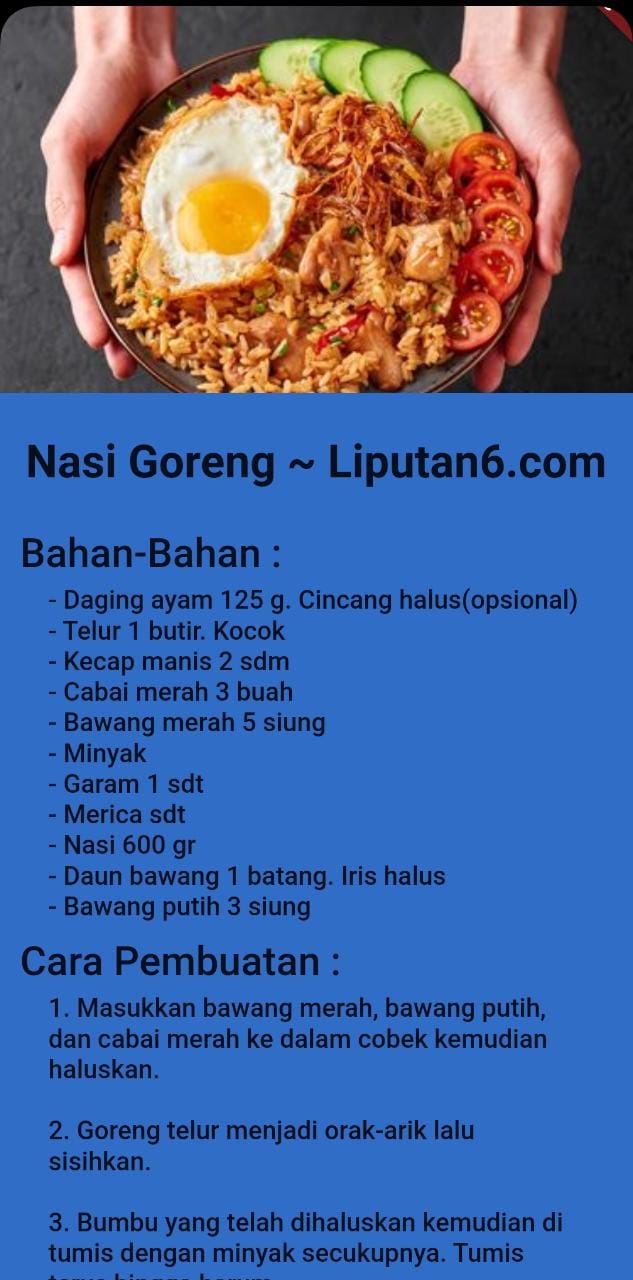 Nasi Goreng ~ Liputan6.com
Bahan-Bahan :
- Daging ayam 125 g. Cincang halus(opsional)
- Telur 1 butir. Kocok
- Kecap manis 2 sdm
- Cabai merah 3 buah
- Bawang merah 5 siung
- Minyak
- Garam 1 sdt
- Merica sdt
- Nasi 600 gr
- Daun bawang 1 batang. Iris halus
- Bawang putih 3 siung
Cara Pembuatan :
1. Masukkan bawang merah, bawang putih,
dan cabai merah ke dalam cobek kemudian
haluskan.
2. Goreng telur menjadi orak-arik lalu
sisihkan.
3. Bumbu yang telah dihaluskan kemudian di
tumis dengan minyak secukupnya. Tumis